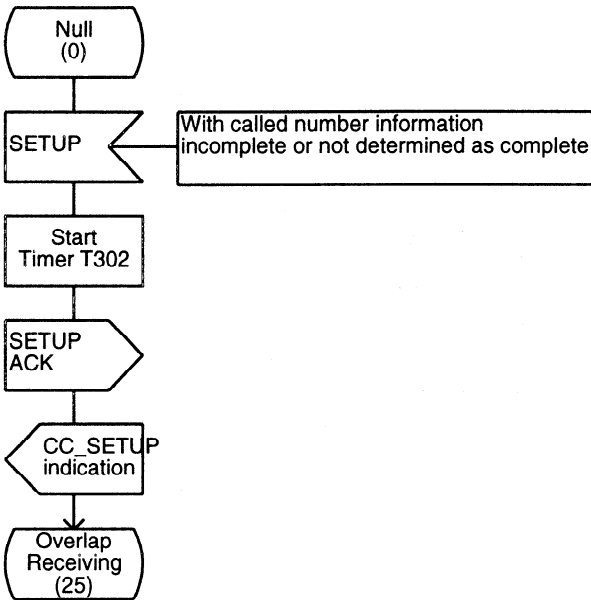 Null
(0)
SETUP
With called number information
incomplete or not determined as complete
Start
Timer T302
SETUP
ACK
CC_SETUP
indication
Overlap
Receiving
(25)